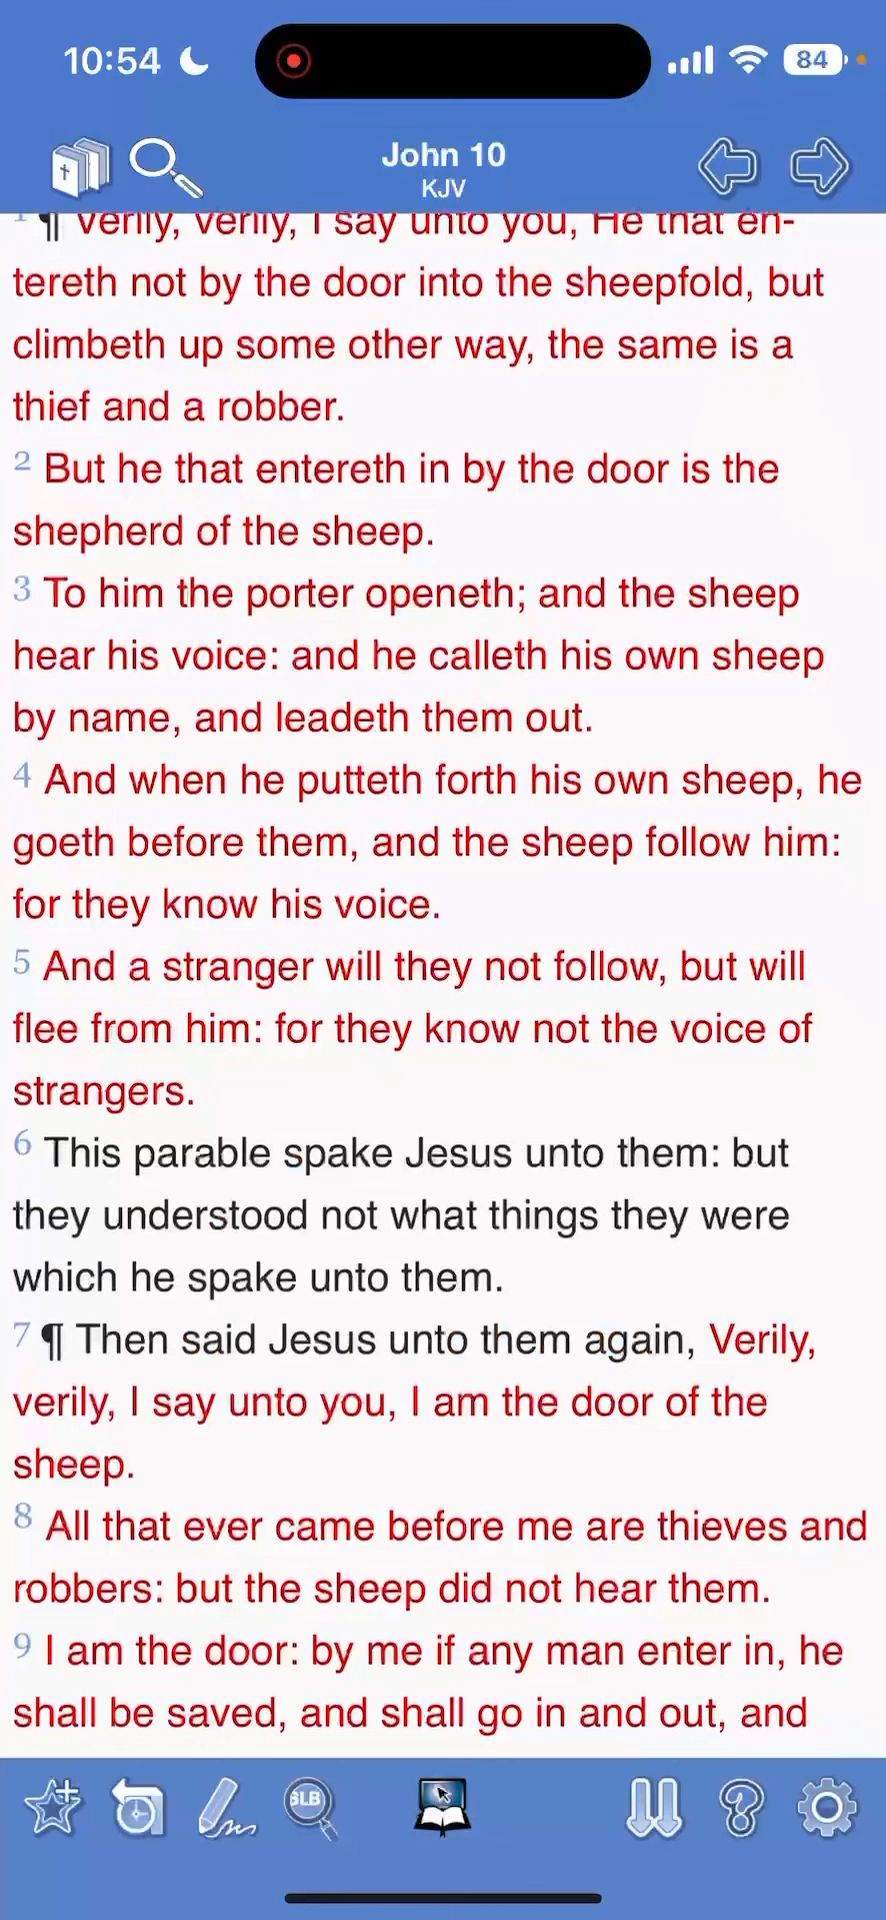 10:54
84
John 10
KJV
1 ¶ Verily, verily, I say unto you, He that en-
tereth not by the door into the sheepfold, but
climbeth up some other way, the same is a
thief and a robber.
2 But he that entereth in by the door is the
shepherd of the sheep.
3 To him the porter openeth; and the sheep
hear his voice: and he calleth his own sheep
by name, and leadeth them out.
4 And when he putteth forth his own sheep, he
goeth before them, and the sheep follow him:
for they know his voice.
5 And a stranger will they not follow, but will
flee from him: for they know not the voice of
strangers.
6 This parable spake Jesus unto them: but
they understood not what things they were
which he spake unto them.
7 ¶ Then said Jesus unto them again, Verily,
verily, I say unto you, I am the door of the
sheep.
8 All that ever came before me are thieves and
robbers: but the sheep did not hear them.
9 I am the door: by me if any man enter in, he
shall be saved, and shall go in and out, and
BLB